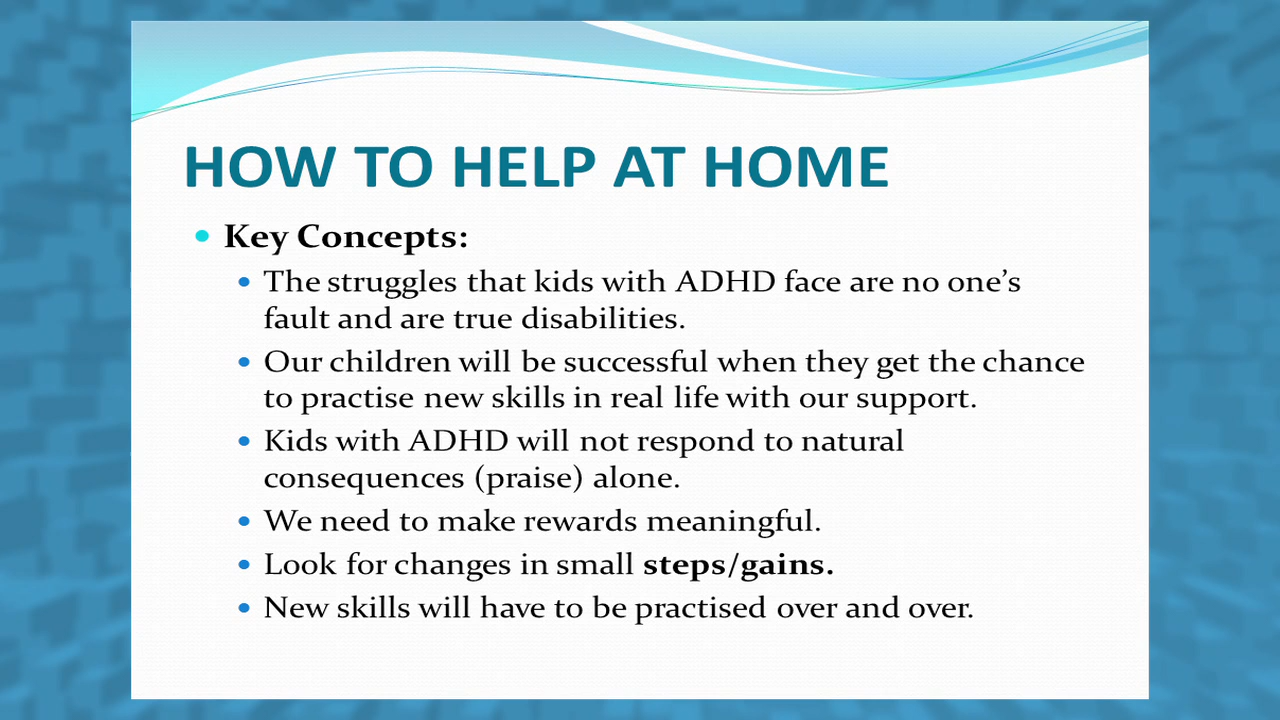 HOW TO HELP AT HOME
• Key Concepts:
• The struggles that kids with ADHD face are no one’s
fault and are true disabilities.
• Our children will be successful when they get the chance
to practise new skills in real life with our support.
• Kids with ADHD will not respond to natural
consequences (praise) alone.
• We need to make rewards meaningful.
• Look for changes in small steps/gains.
• New skills will have to be practised over and over.